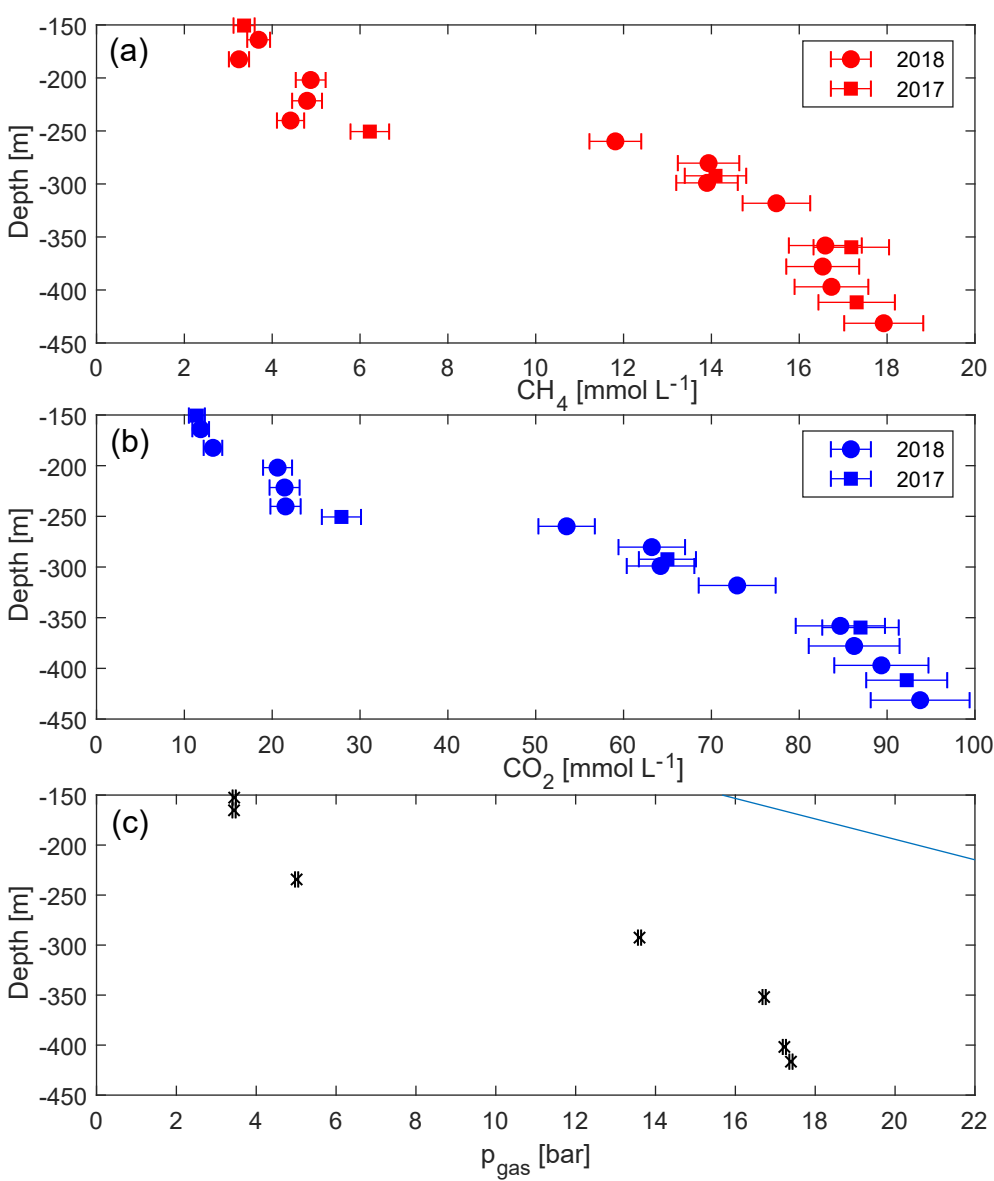 (a)
Depth [m]
-150
-200
-250
-300
-350
-400
-450
2018
2017
0 2 4 6 8 10 12 14 16 18 20
CH4 [mmol L-1]
(b)
Depth [m]
-150
-200
-250
-300
-350
-400
-450
2018
2017
0 10 20 30 40 50 60 70 80 90 100
CO2 [mmol L-1]
(c)
Depth [m]
-150
-200
-250
-300
-350
-400
-450
0 2 4 6 8 10 12 14 16 18 20 22
pgas [bar]